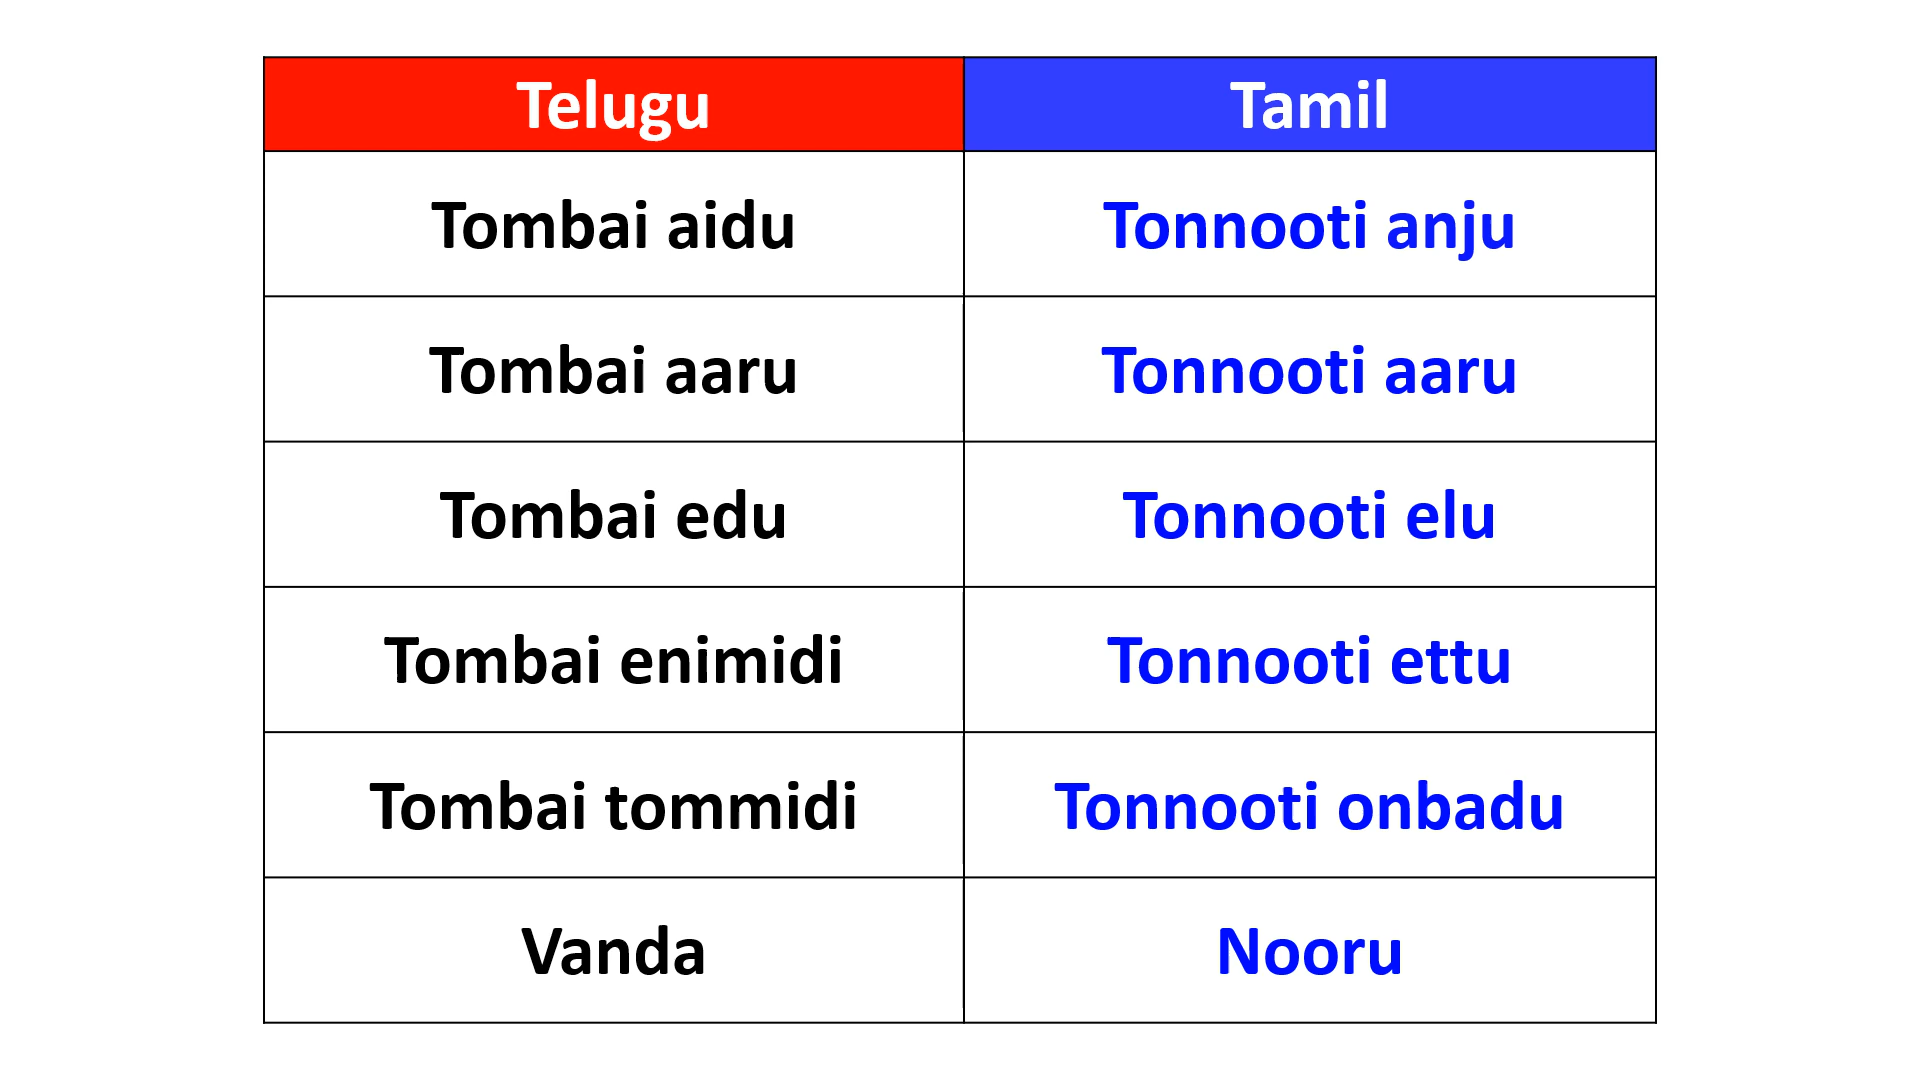 Telugu Tamil
Tombai aidu Tonnooti anju
Tombai aaru Tonnooti aaru
Tombai edu Tonnooti elu
Tombai enimidi Tonnooti ettu
Tombai tommidi Tonnooti onbadu
Vanda Nooru